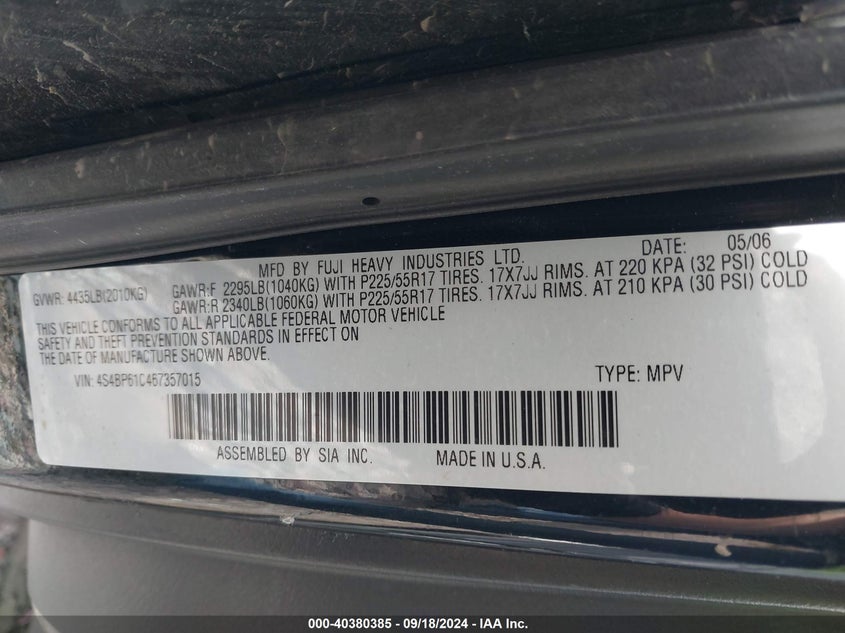 MFD BY FUJI HEAVY INDUSTRIES LTD. DATE: 05/06
GVWR: 4435LB(2010KG) GAWR:F 2295LB(1040KG) WITH P225/55R17 TIRES. 17X7JJ RIMS. AT 220 KPA (32 PSI) COLD
GAWR:R 2340LB(1060KG) WITH P225/55R17 TIRES. 17X7JJ RIMS. AT 210 KPA (30 PSI) COLD
THIS VEHICLE CONFORMS TO ALL APPLICABLE FEDERAL MOTOR VEHICLE
SAFETY AND THEFT PREVENTION STANDARDS IN EFFECT ON
THE DATE OF MANUFACTURE SHOWN ABOVE.
VIN: 4S4BP61C467357015 TYPE: MPV
ASSEMBLED BY SIA INC. MADE IN U.S.A.
000-40380385 - 09/18/2024 - IAA Inc.